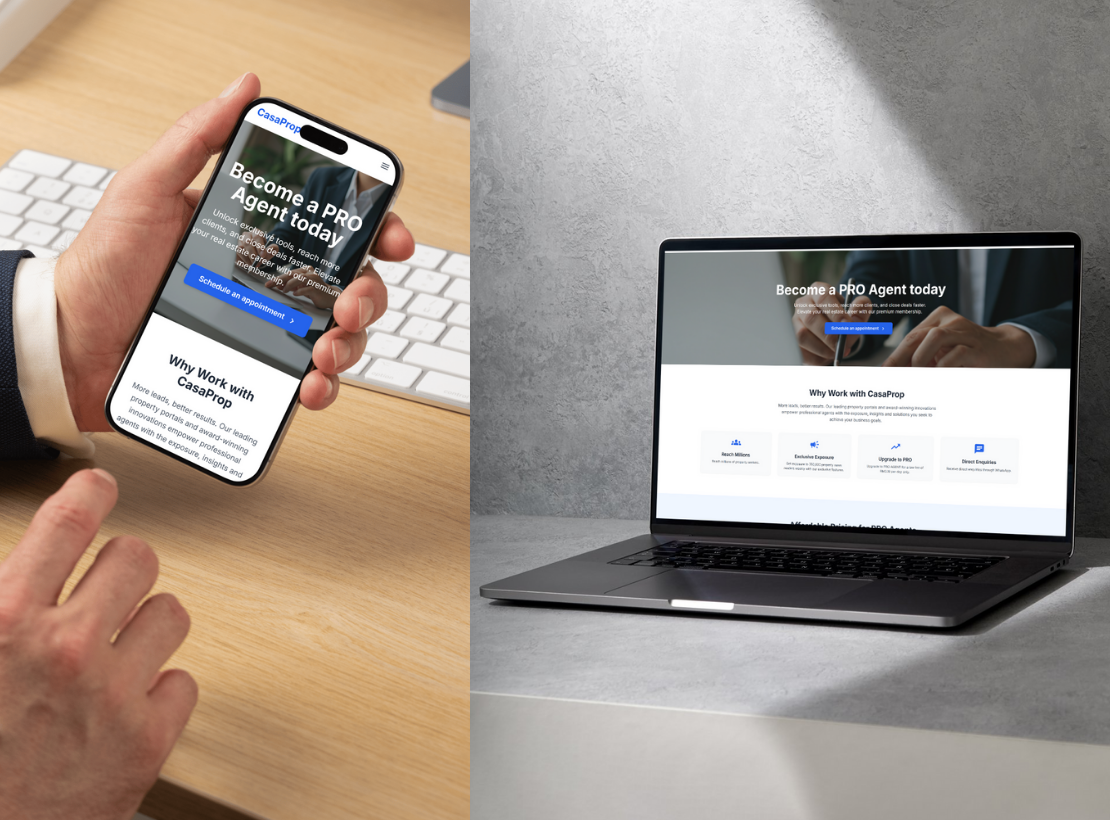 CasaProp
Become a PRO
Agent today
Unlock exclusive tools, reach more
clients, and close deals faster. Elevate
your real estate career with our premium
membership.
Schedule an appointment
Why Work with
CasaProp
More leads, better results. Our leading
property portals and award-winning
innovations empower professional
agents with the exposure, insights and
Become a PRO Agent today
Unlock exclusive tools, reach more clients, and close deals faster.
Elevate your real estate career with our premium membership.
Schedule an appointment
Why Work with CasaProp
More leads, better results. Our leading property portals and award-winning innovations
empower professional agents with the exposure, insights and solutions you need to
achieve your business goals.
Reach Millions
Exclusive Exposure
Upgrade to PRO
Direct Enquiries
Affordable Pricing for PRO Agents